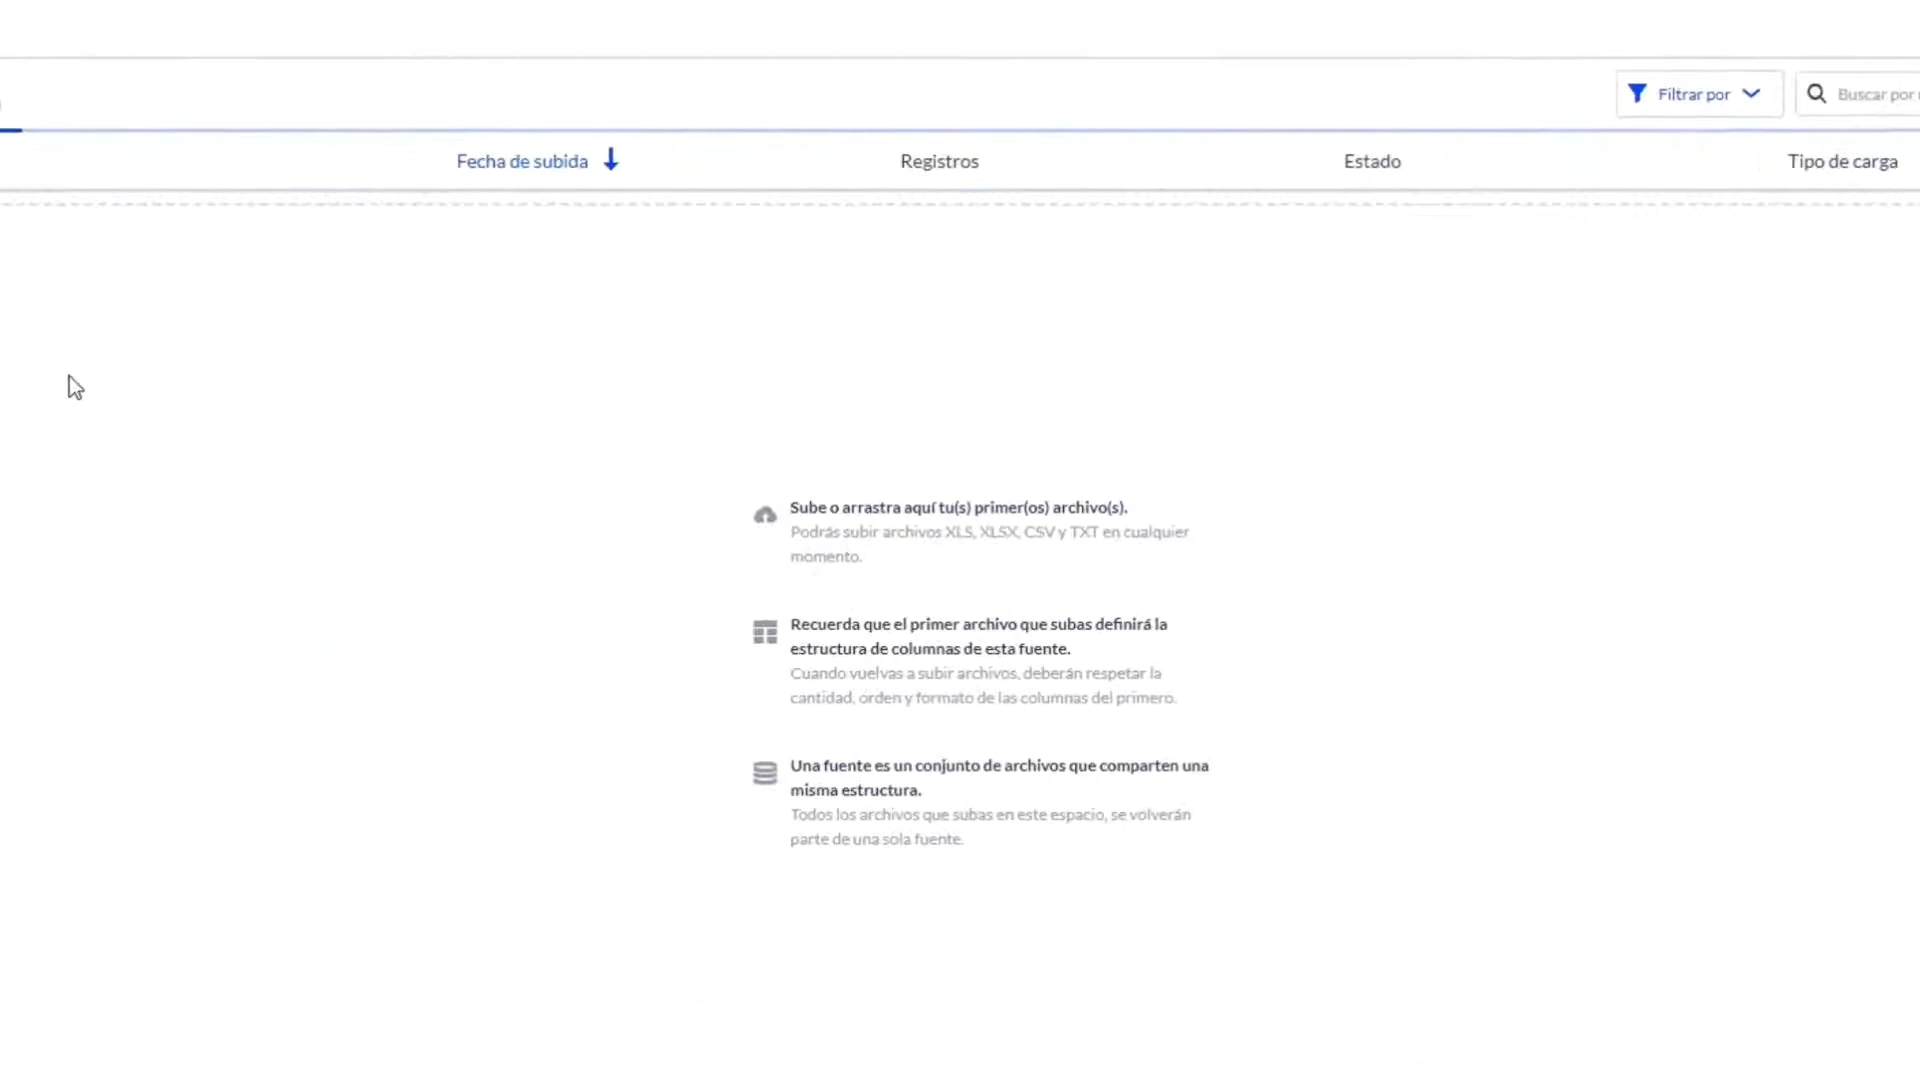 Filtrar por
Buscar por
Fecha de subida
Registros
Estado
Tipo de carga
Sube o arrastra aquí tu(s) primer(os) archivo(s).
Podrás subir archivos XLS, XLSX, CSV y TXT en cualquier
momento.
Recuerda que el primer archivo que subas definirá la
estructura de columnas de esta fuente.
Cuando vuelvas a subir archivos, deberán respetar la
cantidad, orden y formato de las columnas del primero.
Una fuente es un conjunto de archivos que comparten una
misma estructura.
Todos los archivos que subas en este espacio, se volverán
parte de una sola fuente.